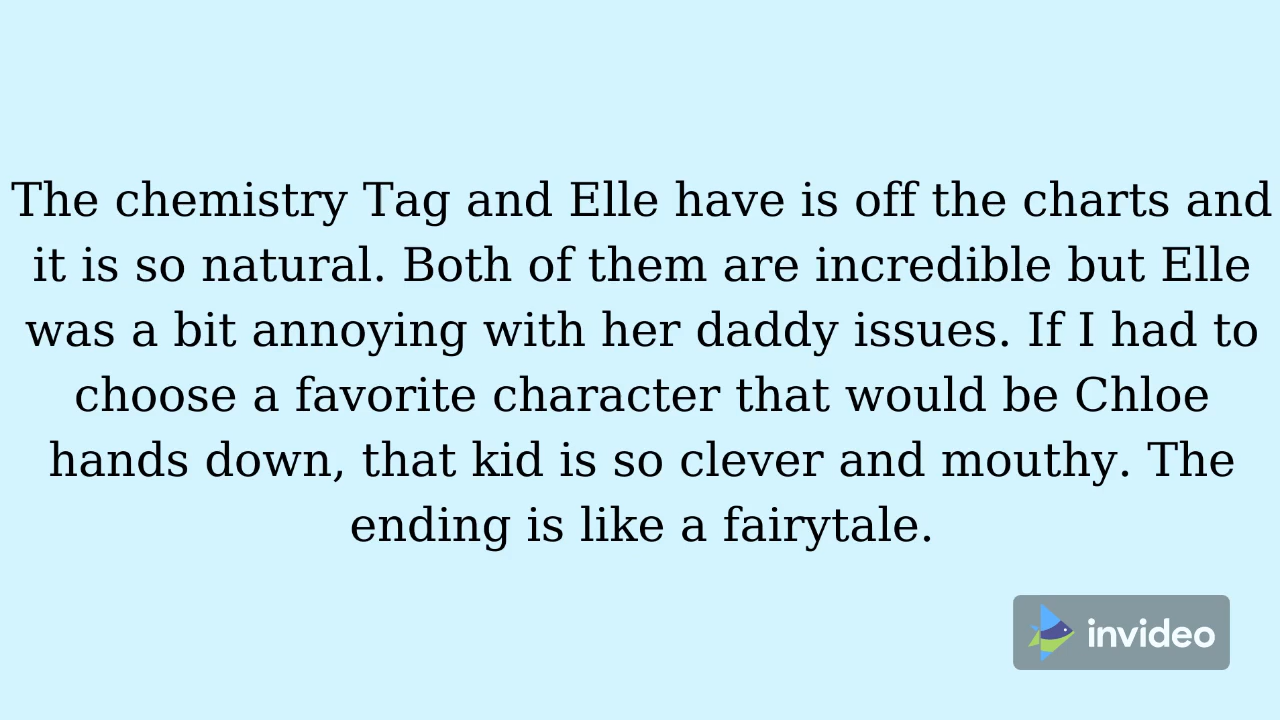 The chemistry Tag and Elle have is off the charts and
it is so natural. Both of them are incredible but Elle
was a bit annoying with her daddy issues. If I had to
choose a favorite character that would be Chloe
hands down, that kid is so clever and mouthy. The
ending is like a fairytale.
invideo